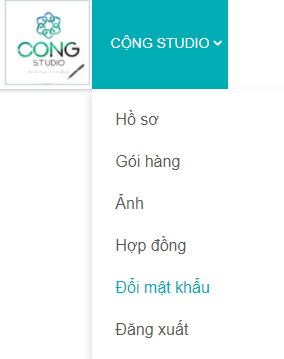 CONG
STUDIO
CỘNG STUDIO
Hồ sơ
Gói hàng
Ảnh
Hợp đồng
Đổi mật khẩu
Đăng xuất